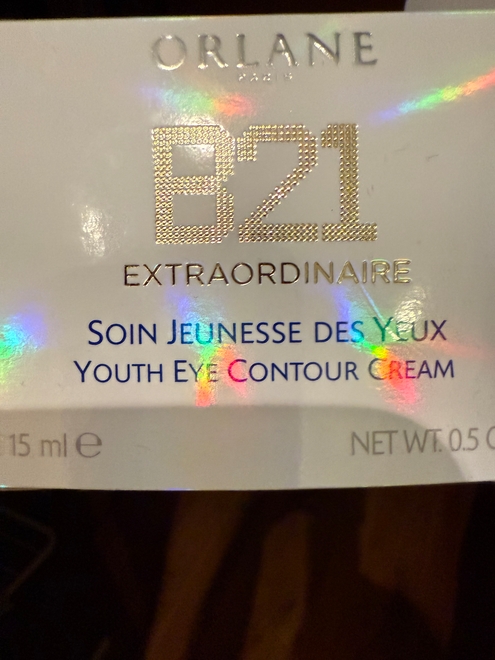 ORLANE
PARIS
B21
EXTRAORDINAIRE
SOIN JEUNESSE DES YEUX
YOUTH EYE CONTOUR CREAM
15 ml ℮ NET WT. 0.5